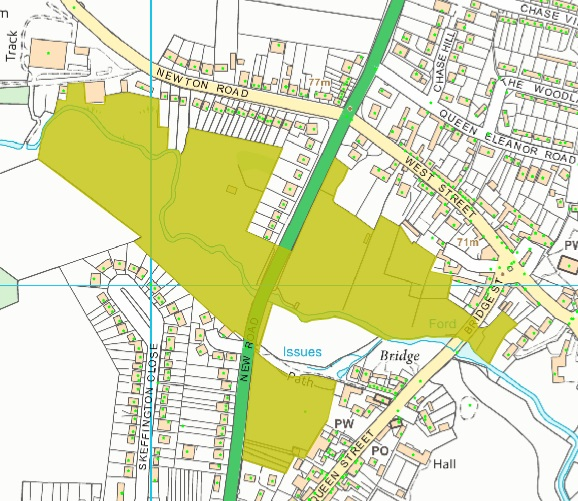 m
Track
NEWTON ROAD
77m
CHASE HILL
CHASE VI
KHE WOODL
QUEEN ELEANOR ROAD
WEST STREET
71m
PW
BRIDGE ST
Ford
NEW ROAD
Issues
Bridge
Path
SKEFFINGTON CLOSE
PW
PO
Hall
QUEEN STREET